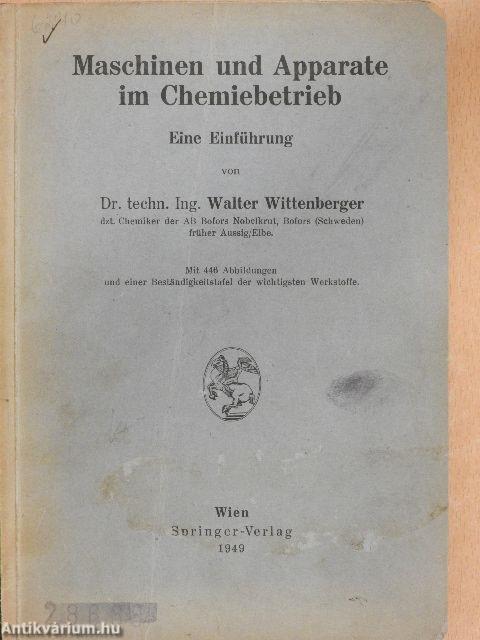 Maschinen und Apparate
im Chemiebetrieb
Eine Einführung
von
Dr. techn. Ing. Walter Wittenberger
dzt. Chemiker der AB Bofors Nobelkrut, Bofors (Schweden)
früher Aussig/Elbe.
Mit 446 Abbildungen
und einer Beständigkeitstafel der wichtigsten Werkstoffe.
Wien
Springer-Verlag
1949
Antikvárium.hu